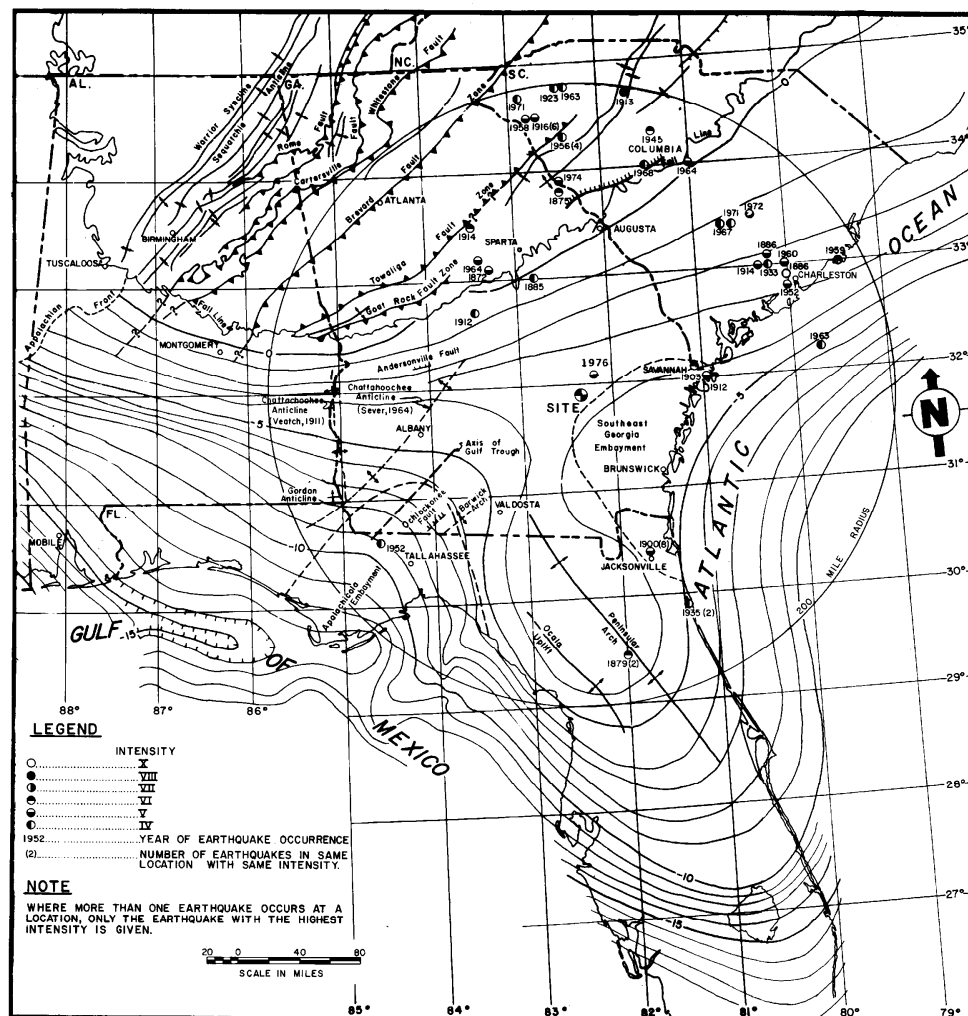 35°
AL.
GA.
NC.
SC.
Warrior Syncline
Sequatchie Anticline
Rome Fault
Cartersville
Fault
Whitestone Fault
Brevard Fault Zone
1923 1963
1913
1971
1958
1916(6)
1956(4)
1945
COLUMBIA
1968
Fall Line
1964
34°
1974
1875
ATLANTA
BIRMINGHAM
TUSCALOOSA
1914
SPARTA
AUGUSTA
1971
1967
1972
33°
OCEAN
Towaliga Fault Zone
Goat Rock Fault Zone
1964
1872
1885
1886
1960
1959
1914
1933
1886
CHARLESTON
1952
Appalachian Front
Fall Line
1912
MONTGOMERY
0
0
1963
32°
Andersonville Fault
1976
SAVANNAH
1903
1912
-5
N
Chattahoochee
Anticline
(Veatch, 1911)
Chattahoochee
Anticline
(Sever, 1964)
SITE
-5
ALBANY
Southeast
Georgia
Embayment
31°
Axis of
Gulf Trough
BRUNSWICK
Gordon
Anticline
Ochlockonee
Fault
Barwick
Arch
VALDOSTA
FL.
MOBILE
-10
1952
TALLAHASSEE
1900(8)
JACKSONVILLE
ATLANTIC
200 MILE RADIUS
30°
Apalachicola
Embayment
1935 (2)
GULF
-15
OF
MEXICO
Ocala
Uplift
Peninsular
Arch
1879(2)
29°
88°
87°
86°
LEGEND
INTENSITY
X
VIII
VII
VI
V
IV
1952 YEAR OF EARTHQUAKE OCCURRENCE
(2) NUMBER OF EARTHQUAKES IN SAME
LOCATION WITH SAME INTENSITY.
28°
-10
-15
27°
NOTE
WHERE MORE THAN ONE EARTHQUAKE OCCURS AT A
LOCATION, ONLY THE EARTHQUAKE WITH THE HIGHEST
INTENSITY IS GIVEN.
20 0 40 80
SCALE IN MILES
85°
84°
83°
82°
81°
80°
79°